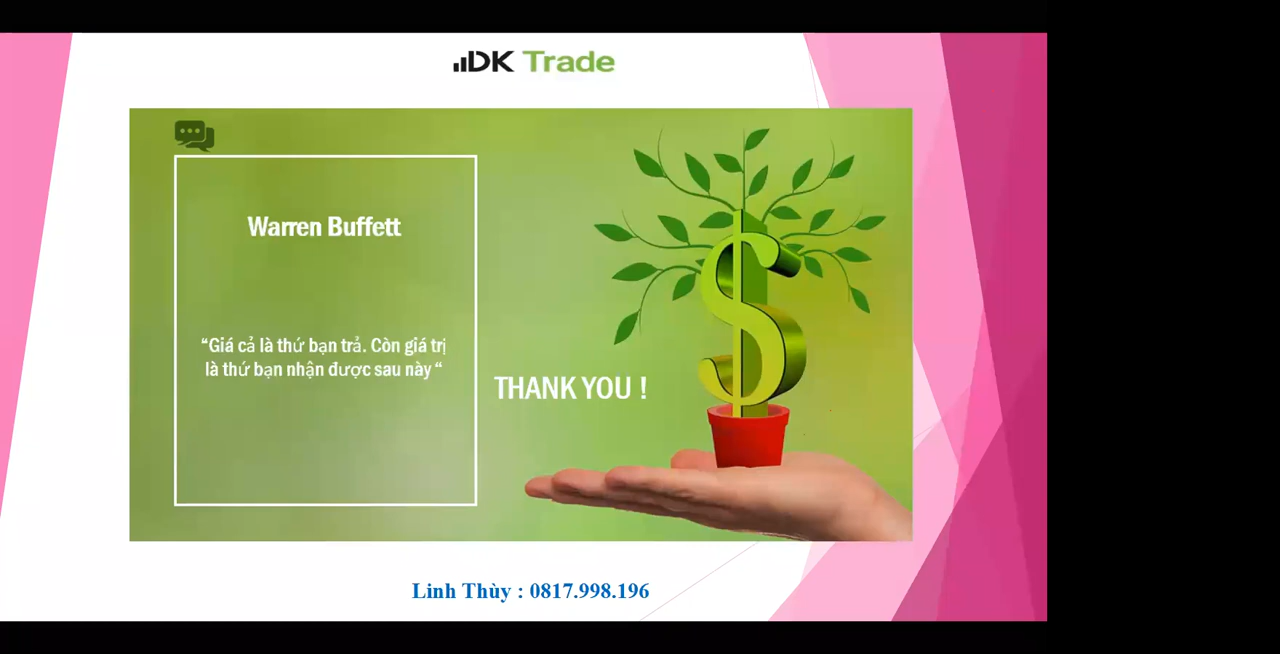 DK Trade
Warren Buffett
“Giá cả là thứ bạn trả. Còn giá trị
là thứ bạn nhận được sau này “
THANK YOU !
Linh Thùy : 0817.998.196